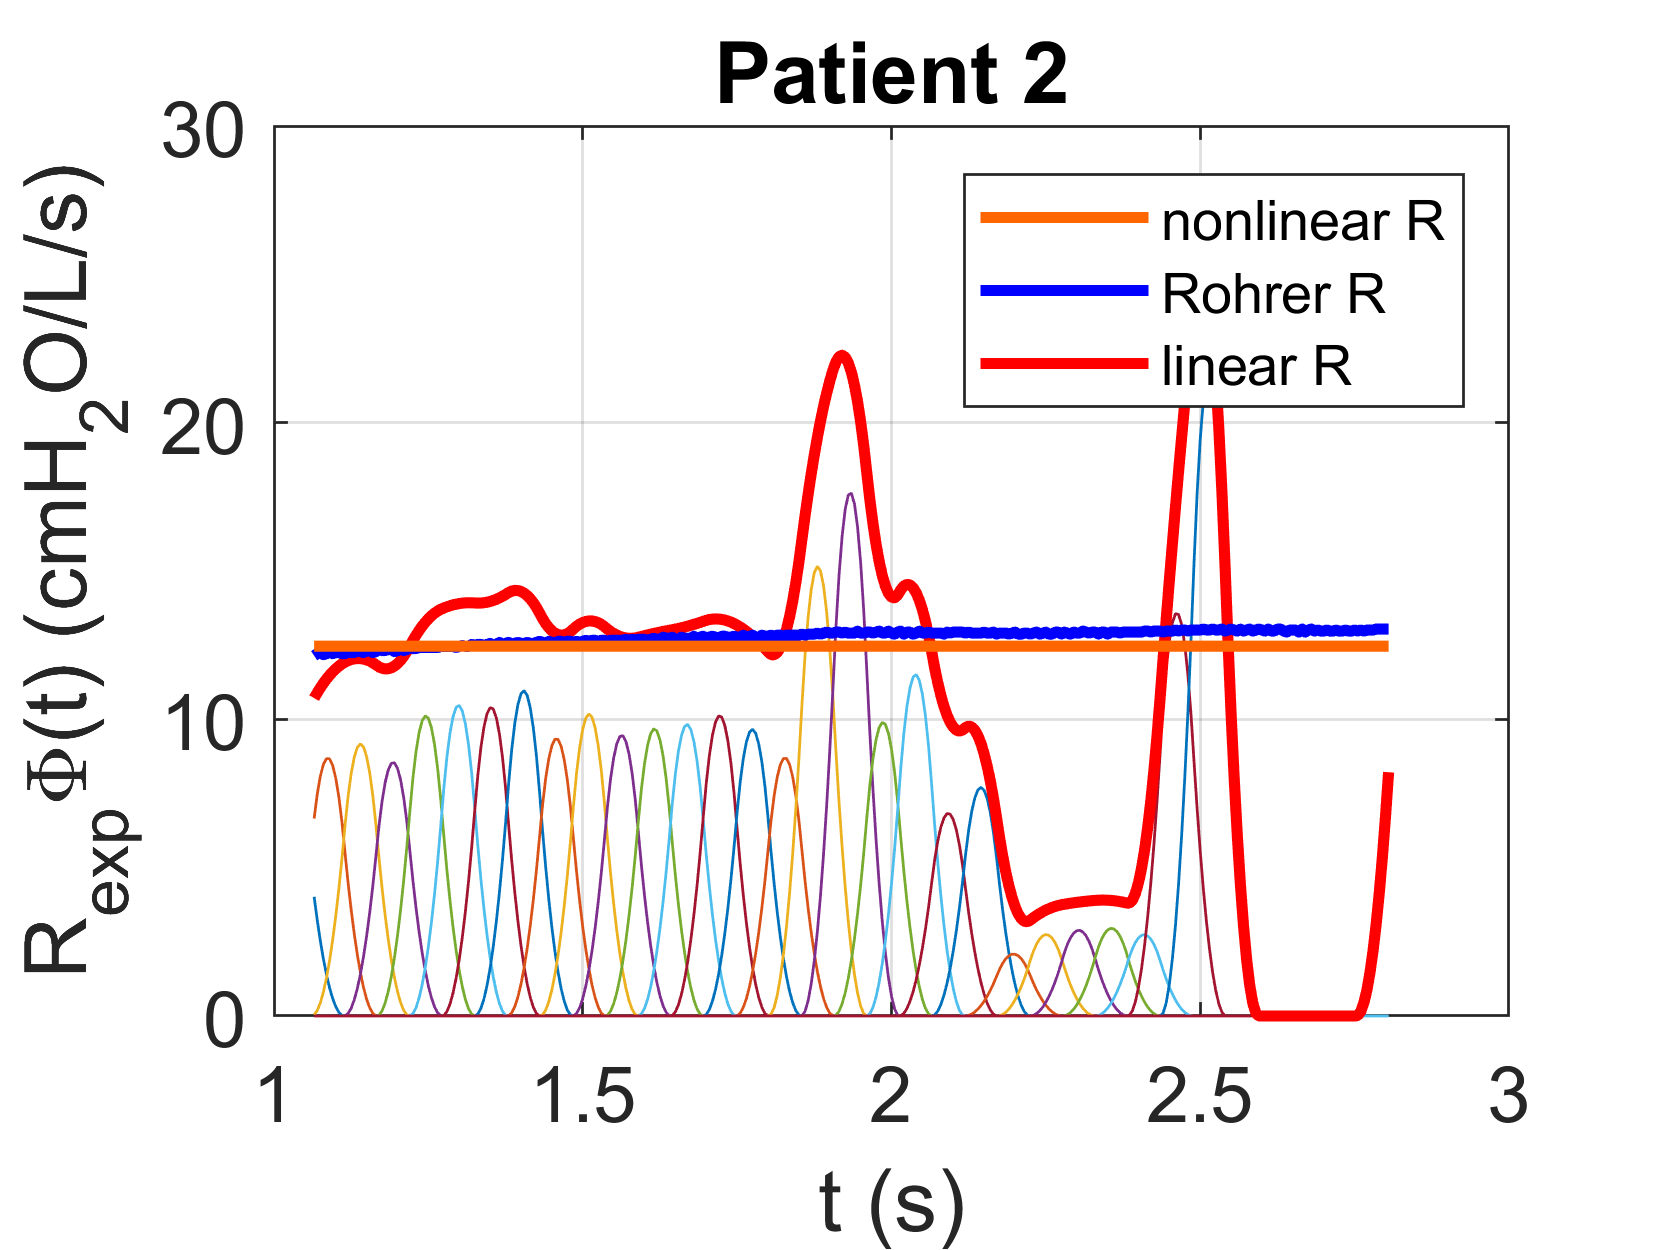 Patient 2
R_exp Φ(t) (cmH_2O/L/s)
30
20
10
0
nonlinear R
Rohrer R
linear R
1 1.5 2 2.5 3
t (s)